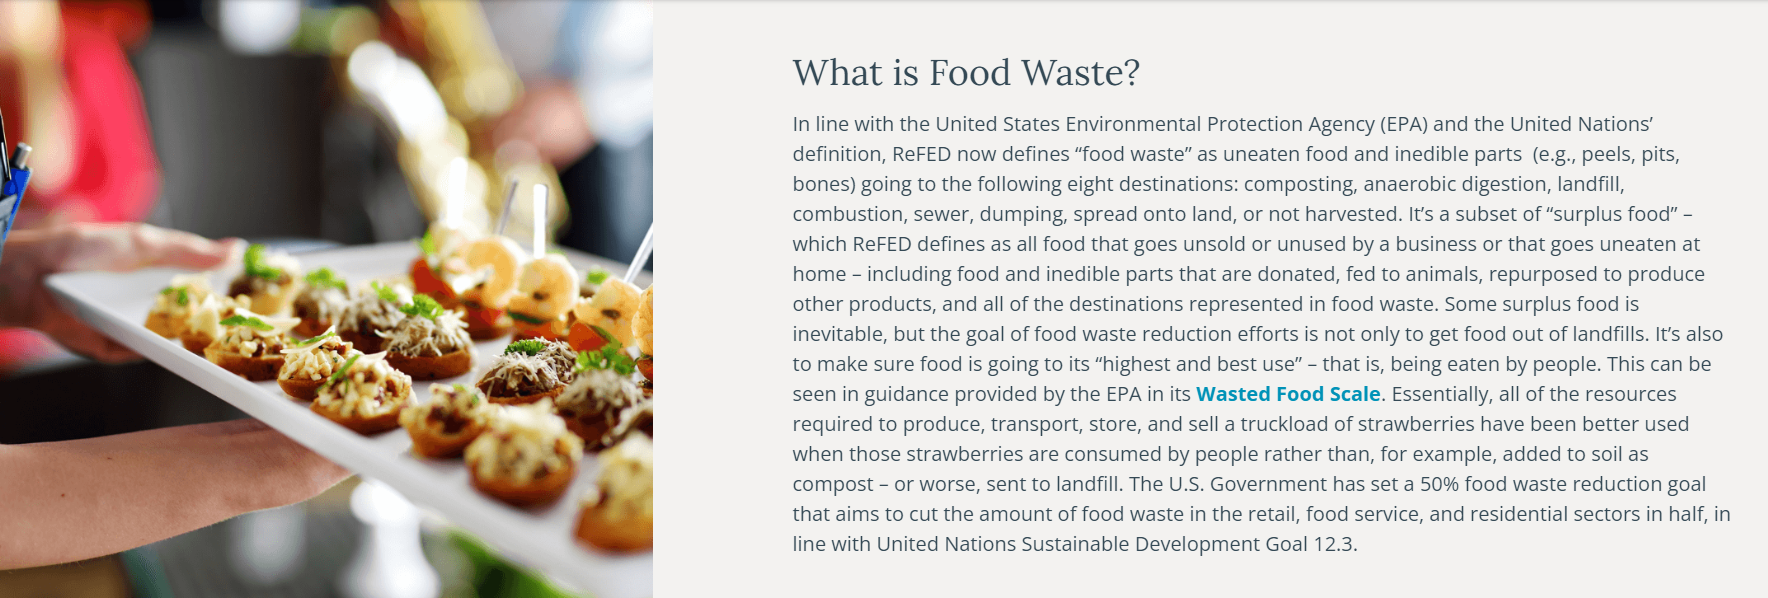 What is Food Waste?
In line with the United States Environmental Protection Agency (EPA) and the United Nations’
definition, ReFED now defines “food waste” as uneaten food and inedible parts  (e.g., peels, pits,
bones) going to the following eight destinations: composting, anaerobic digestion, landfill,
combustion, sewer, dumping, spread onto land, or not harvested. It’s a subset of “surplus food” –
which ReFED defines as all food that goes unsold or unused by a business or that goes uneaten at
home – including food and inedible parts that are donated, fed to animals, repurposed to produce
other products, and all of the destinations represented in food waste. Some surplus food is
inevitable, but the goal of food waste reduction efforts is not only to get food out of landfills. It’s also
to make sure food is going to its “highest and best use” – that is, being eaten by people. This can be
seen in guidance provided by the EPA in its Wasted Food Scale. Essentially, all of the resources
required to produce, transport, store, and sell a truckload of strawberries have been better used
when those strawberries are consumed by people rather than, for example, added to soil as
compost – or worse, sent to landfill. The U.S. Government has set a 50% food waste reduction goal
that aims to cut the amount of food waste in the retail, food service, and residential sectors in half, in
line with United Nations Sustainable Development Goal 12.3.